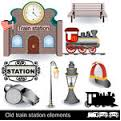 Train station
STATION
Old train station elements